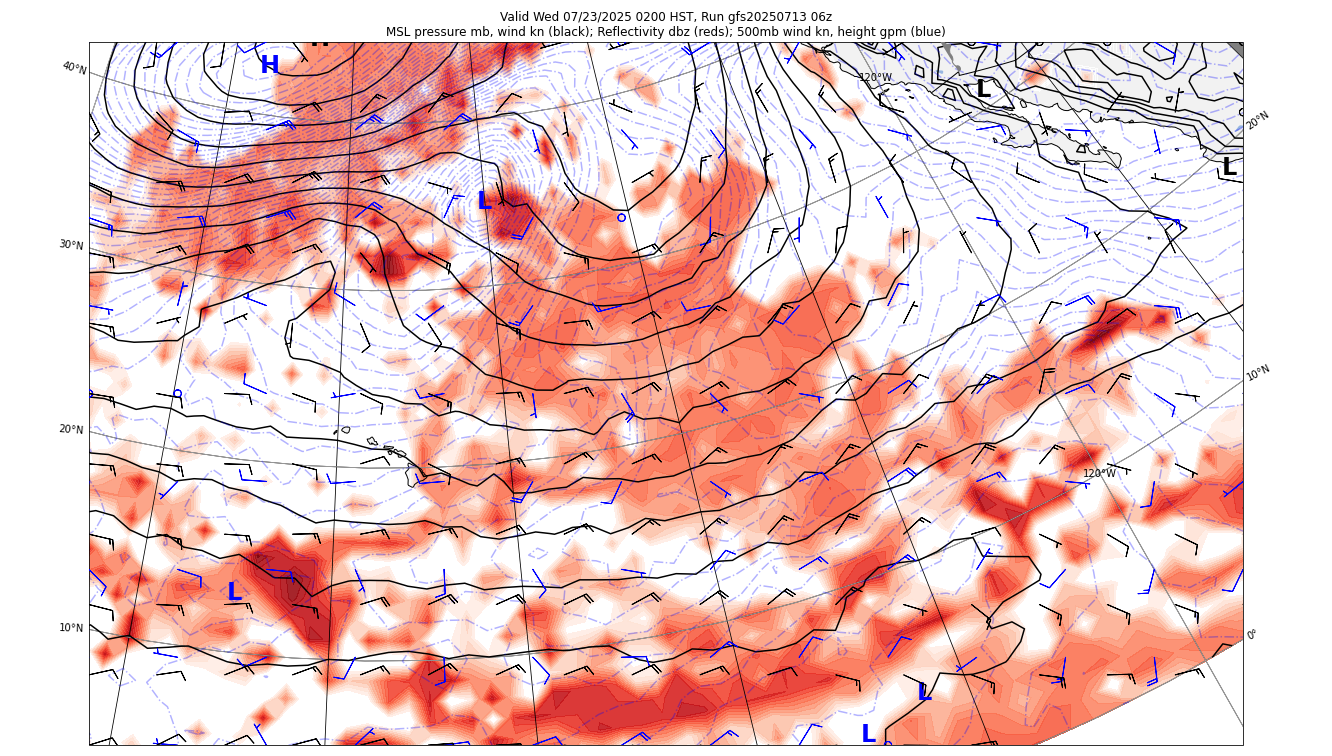 Valid Wed 07/23/2025 0200 HST, Run gfs20250713 06z
MSL pressure mb, wind kn (black); Reflectivity dbz (reds); 500mb wind kn, height gpm (blue)
H
40°N
120°W
L
20°N
L
L
30°N
10°N
20°N
120°W
L
10°N
0°
L
L